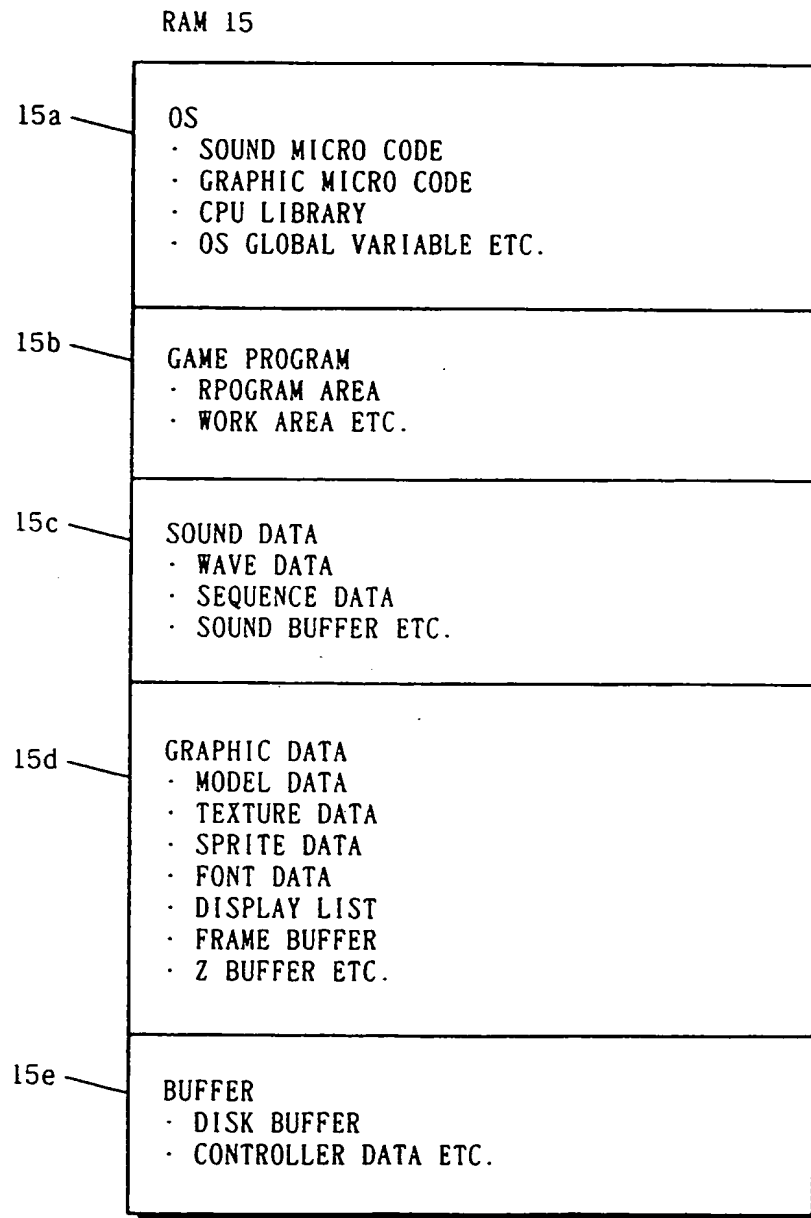 RAM 15
15a
OS
· SOUND MICRO CODE
· GRAPHIC MICRO CODE
· CPU LIBRARY
· OS GLOBAL VARIABLE ETC.
15b
GAME PROGRAM
· RPOGRAM AREA
· WORK AREA ETC.
15c
SOUND DATA
· WAVE DATA
· SEQUENCE DATA
· SOUND BUFFER ETC.
15d
GRAPHIC DATA
· MODEL DATA
· TEXTURE DATA
· SPRITE DATA
· FONT DATA
· DISPLAY LIST
· FRAME BUFFER
· Z BUFFER ETC.
15e
BUFFER
· DISK BUFFER
· CONTROLLER DATA ETC.